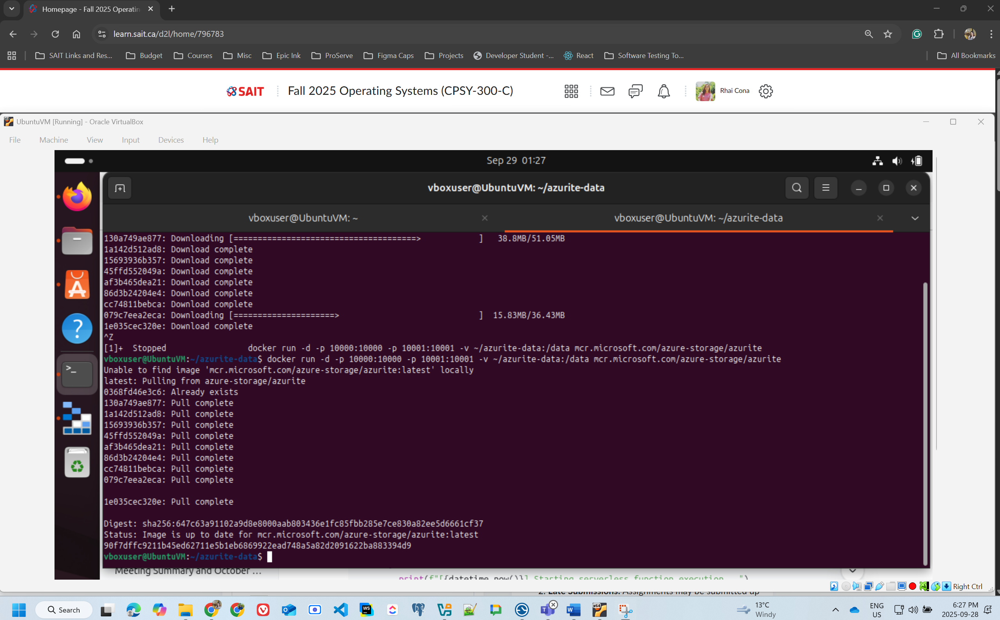 Homepage - Fall 2025 Operatin
learn.sait.ca/d2l/home/796783
SAIT Links and Res...
Budget
Courses
Misc
Epic Ink
ProServe
Figma Caps
Projects
Developer Student -...
React
Software Testing To...
All Bookmarks
SAIT
Fall 2025 Operating Systems (CPSY-300-C)
Rhai Cona
UbuntuVM [Running] - Oracle VirtualBox
File
Machine
View
Input
Devices
Help
Sep 29 01:27
vboxuser@UbuntuVM: ~/azurite-data
vboxuser@UbuntuVM: ~
vboxuser@UbuntuVM: ~/azurite-data
130a749ae877: Downloading [======================================> ] 38.8MB/51.05MB
1a142d512ad8: Download complete
15693936b357: Download complete
45ffd552049a: Download complete
af3b465dea21: Download complete
86d3b24204e4: Download complete
cc74811bebca: Download complete
079c7eea2eca: Downloading [=====================> ] 15.83MB/36.43MB
1e035cec320e: Download complete
^Z
[1]+ Stopped docker run -d -p 10000:10000 -p 10001:10001 -v ~/azurite-data:/data mcr.microsoft.com/azure-storage/azurite
vboxuser@UbuntuVM:~/azurite-data$ docker run -d -p 10000:10000 -p 10001:10001 -v ~/azurite-data:/data mcr.microsoft.com/azure-storage/azurite
Unable to find image 'mcr.microsoft.com/azure-storage/azurite:latest' locally
latest: Pulling from azure-storage/azurite
0368fd46e3c6: Already exists
130a749ae877: Pull complete
1a142d512ad8: Pull complete
15693936b357: Pull complete
45ffd552049a: Pull complete
af3b465dea21: Pull complete
86d3b24204e4: Pull complete
cc74811bebca: Pull complete
079c7eea2eca: Pull complete
1e035cec320e: Pull complete
Digest: sha256:647c63a91102a9d8e8000aab803436e1fc85fbb285e7ce830a82ee5d6661cf37
Status: Image is up to date for mcr.microsoft.com/azure-storage/azurite:latest
90f7dffc9211b45ed62711e5b1eb6869922ead748a5a82d2091622ba883394d9
vboxuser@UbuntuVM:~/azurite-data$
Meeting Summary and October ...
print(f"[{datetime.now()}] Starting serverless function execution...")
Right Ctrl
2. Late Submissions: Assignments may be submitted up
Search
13°C
Windy
ENG
US
6:27 PM
2025-09-28